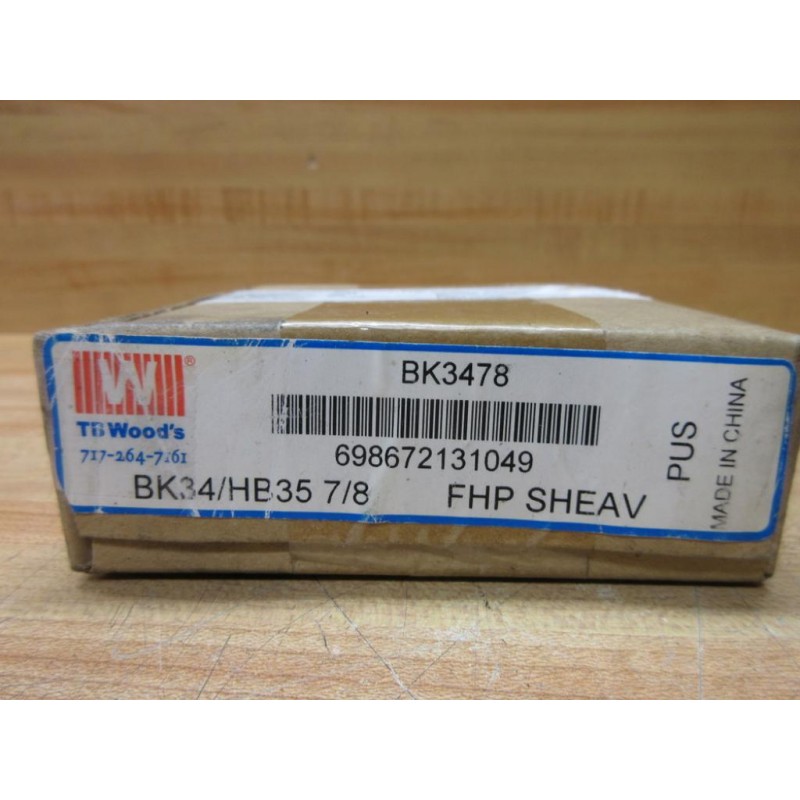 W®
TB Wood's
717-264-7161
BK3478
698672131049
BK34/HB35 7/8 FHP SHEAV
PUS
MADE IN CHINA